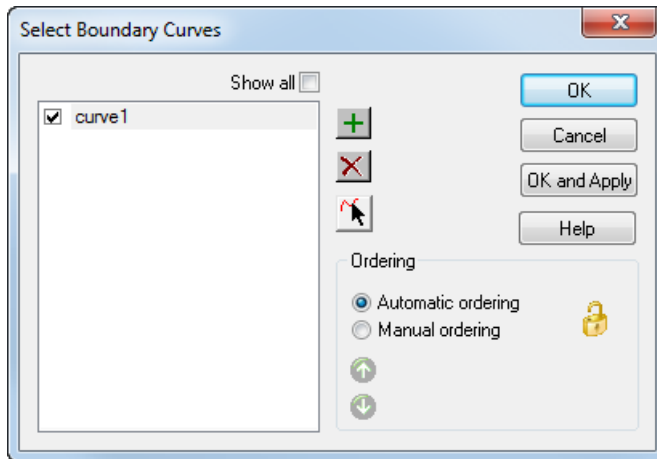 Select Boundary Curves
Show all
curve1
OK
Cancel
OK and Apply
Help
Ordering
Automatic ordering
Manual ordering